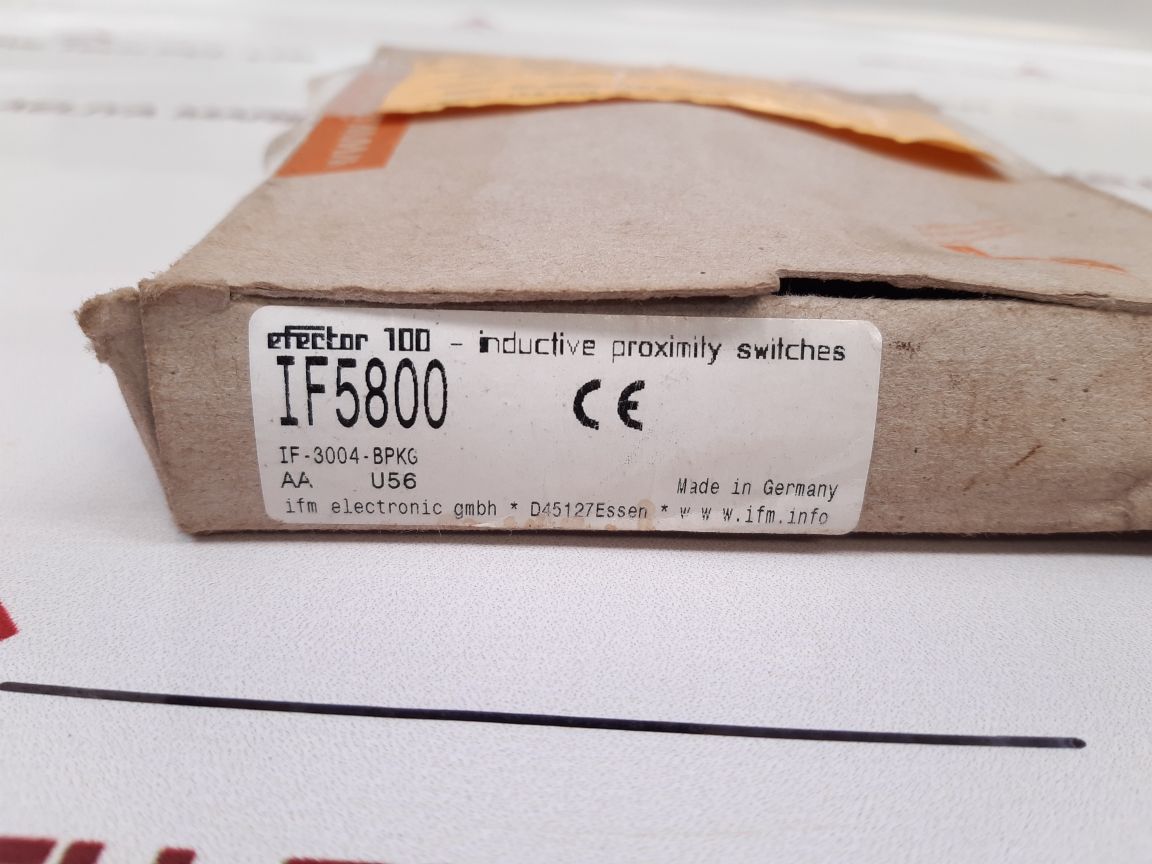 efector 100 - inductive proximity switches
IF5800
CE
IF-3004-BPKG
AA U56
Made in Germany
ifm electronic gmbh * D45127Essen * w w w.ifm.info